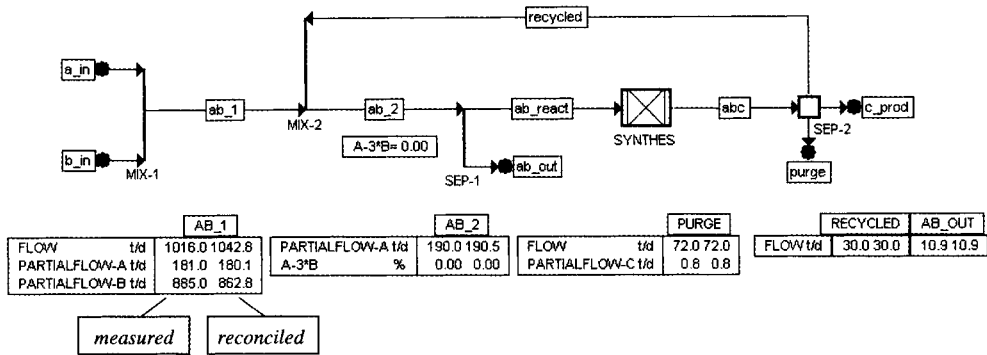 recycled
a_in
ab_1
ab_2
ab_react
abc
c_prod
MIX-2
SEP-2
A-3*B= 0.00
SYNTHES
b_in
MIX-1
SEP-1
ab_out
purge
AB_1
FLOW t/d 1016.0 1042.8
PARTIALFLOW-A t/d 181.0 180.1
PARTIALFLOW-B t/d 885.0 862.8
AB_2
PARTIALFLOW-A t/d 190.0 190.5
A-3*B % 0.00 0.00
PURGE
FLOW t/d 72.0 72.0
PARTIALFLOW-C t/d 0.8 0.8
RECYCLED AB_OUT
FLOW t/d 30.0 30.0 10.9 10.9
measured
reconciled